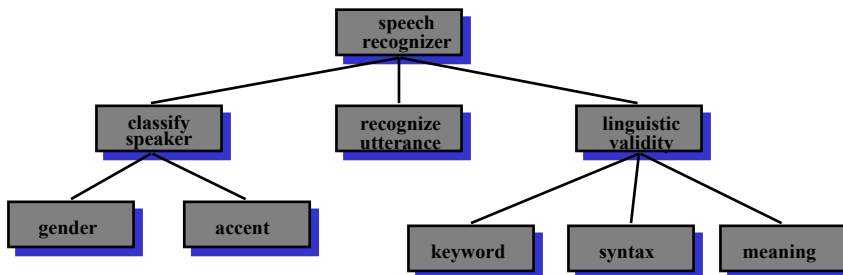 speech
recognizer
classify
speaker
recognize
utterance
linguistic
validity
gender
accent
keyword
syntax
meaning